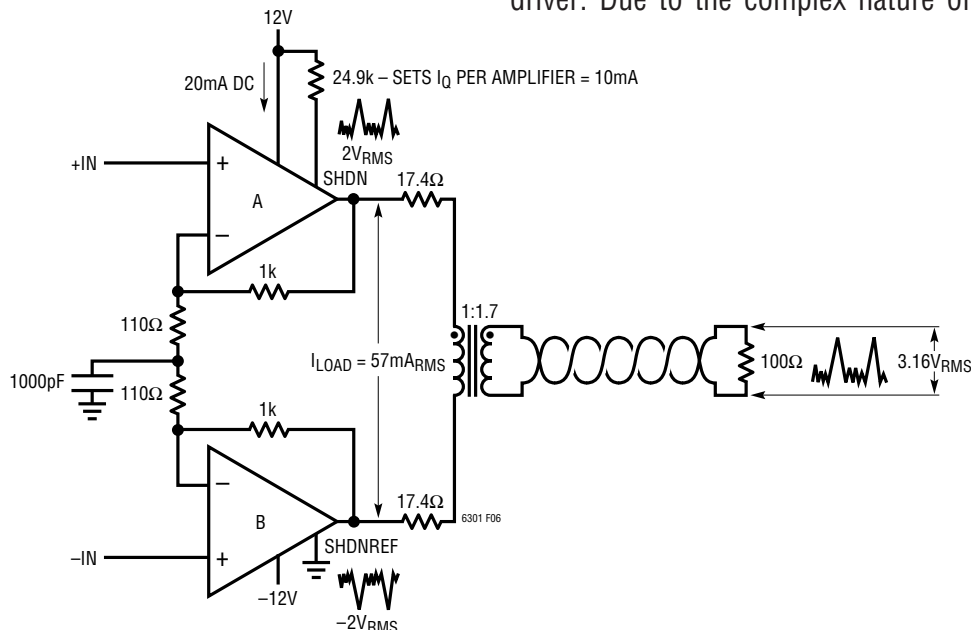 driver. Due to the complex nature of
12V
20mA DC
24.9k – SETS IQ PER AMPLIFIER = 10mA
2VRMS
+IN
+
SHDN
17.4Ω
A
–
1k
110Ω
1:1.7
1000pF
110Ω
ILOAD = 57mARMS
100Ω
3.16VRMS
1k
–
B
17.4Ω
6301 F06
SHDNREF
–IN
+
–12V
–2VRMS